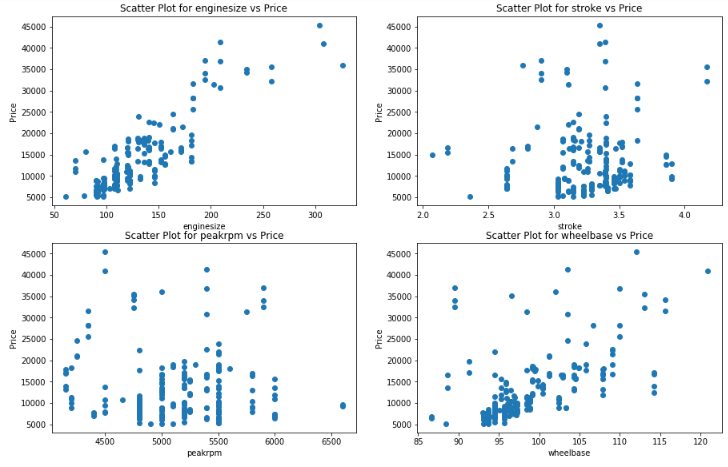 Scatter Plot for enginesize vs Price
45000
40000
35000
30000
25000
20000
15000
10000
5000
Price
50 100 150 200 250 300
enginesize
Scatter Plot for stroke vs Price
45000
40000
35000
30000
25000
20000
15000
10000
5000
Price
2.0 2.5 3.0 3.5 4.0
stroke
Scatter Plot for peakrpm vs Price
45000
40000
35000
30000
25000
20000
15000
10000
5000
Price
4500 5000 5500 6000 6500
peakrpm
Scatter Plot for wheelbase vs Price
45000
40000
35000
30000
25000
20000
15000
10000
5000
Price
85 90 95 100 105 110 115 120
wheelbase